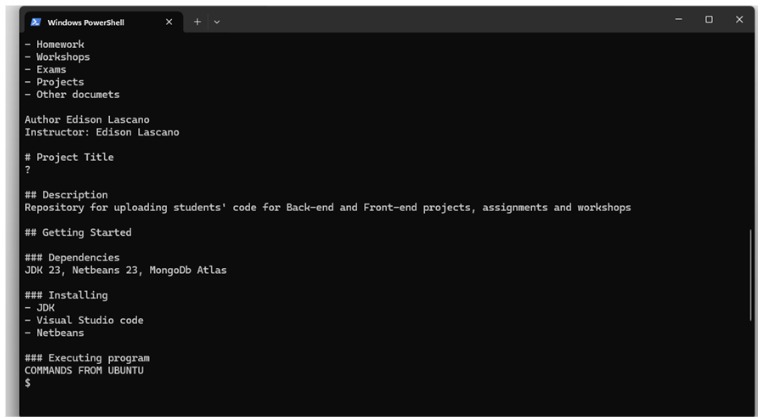 Windows PowerShell
- Homework
- Workshops
- Exams
- Projects
- Other documets
Author Edison Lascano
Instructor: Edison Lascano
# Project Title
?
## Description
Repository for uploading students' code for Back-end and Front-end projects, assignments and workshops
## Getting Started
### Dependencies
JDK 23, Netbeans 23, MongoDb Atlas
### Installing
- JDK
- Visual Studio code
- Netbeans
### Executing program
COMMANDS FROM UBUNTU
$